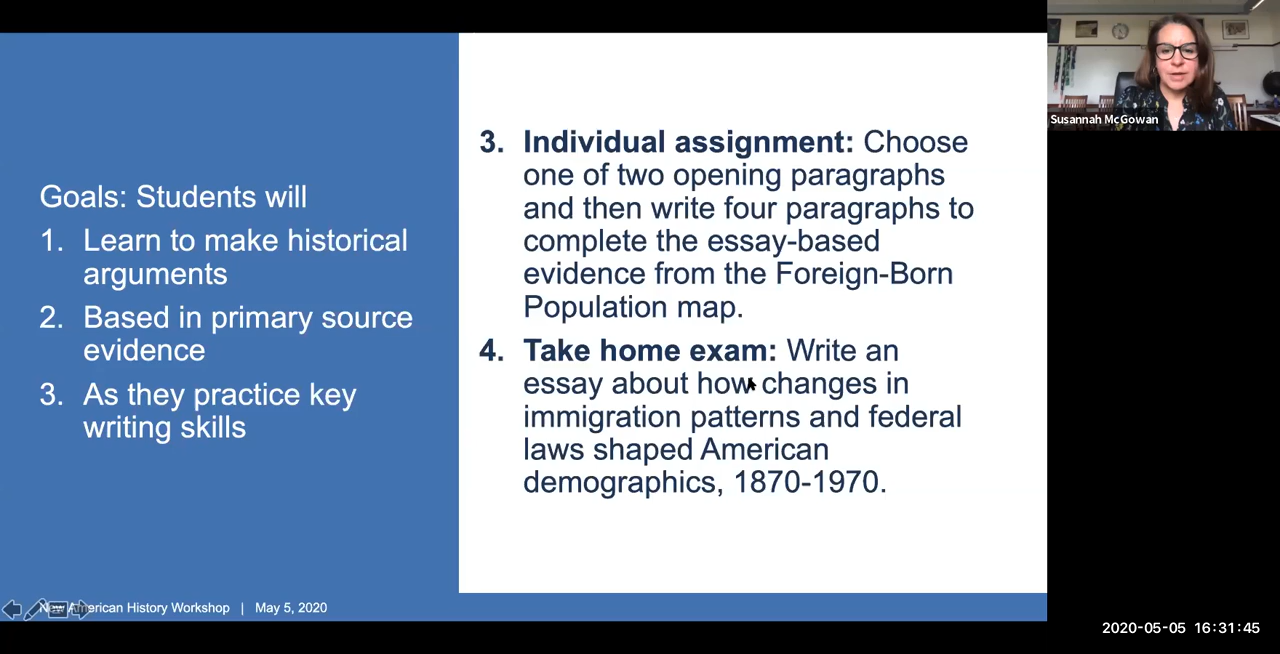 Goals: Students will
1. Learn to make historical
arguments
2. Based in primary source
evidence
3. As they practice key
writing skills
3. Individual assignment: Choose
one of two opening paragraphs
and then write four paragraphs to
complete the essay-based
evidence from the Foreign-Born
Population map.
4. Take home exam: Write an
essay about how changes in
immigration patterns and federal
laws shaped American
demographics, 1870-1970.
New American History Workshop | May 5, 2020
Susannah McGowan
2020-05-05 16:31:45